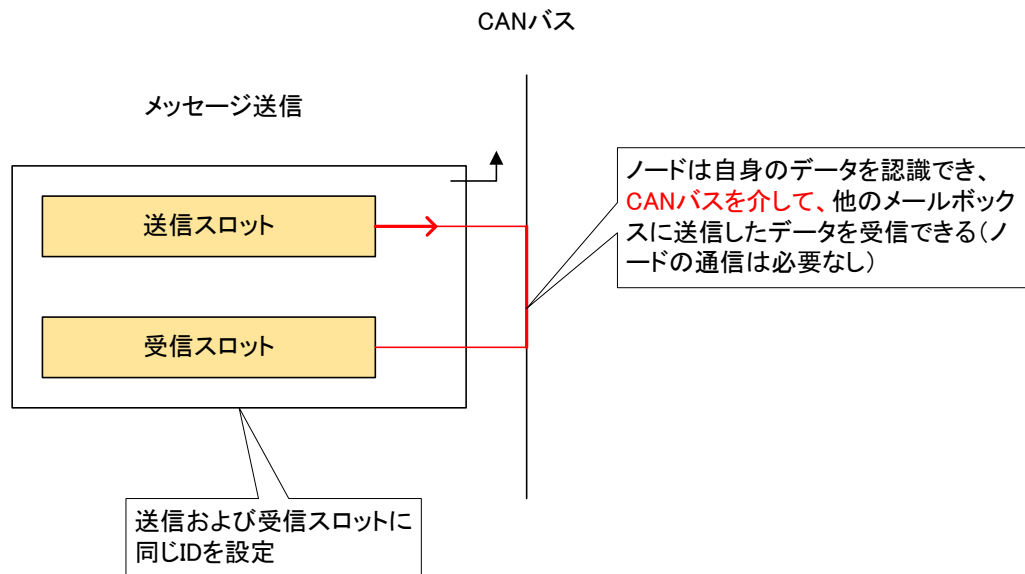 CANバス
メッセージ送信
送信スロット
受信スロット
ノードは自身のデータを認識でき、
CANバスを介して、他のメールボック
スに送信したデータを受信できる(ノ
ードの通信は必要なし)
送信および受信スロットに
同じIDを設定